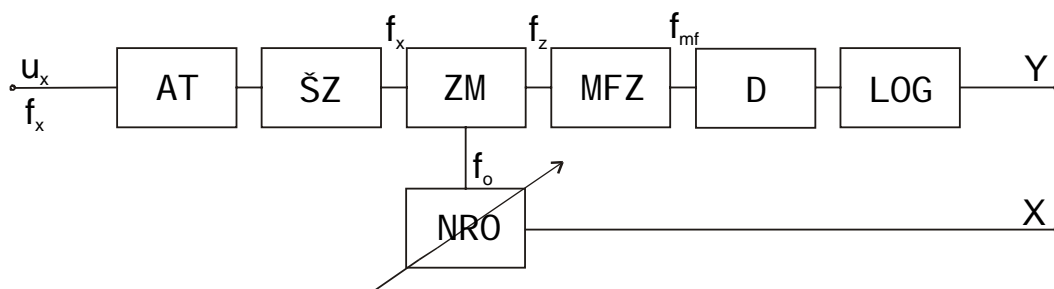 f_x f_z f_mf
u_x AT ŠZ ZM MFZ D LOG Y
f_x
f_o
NRO X